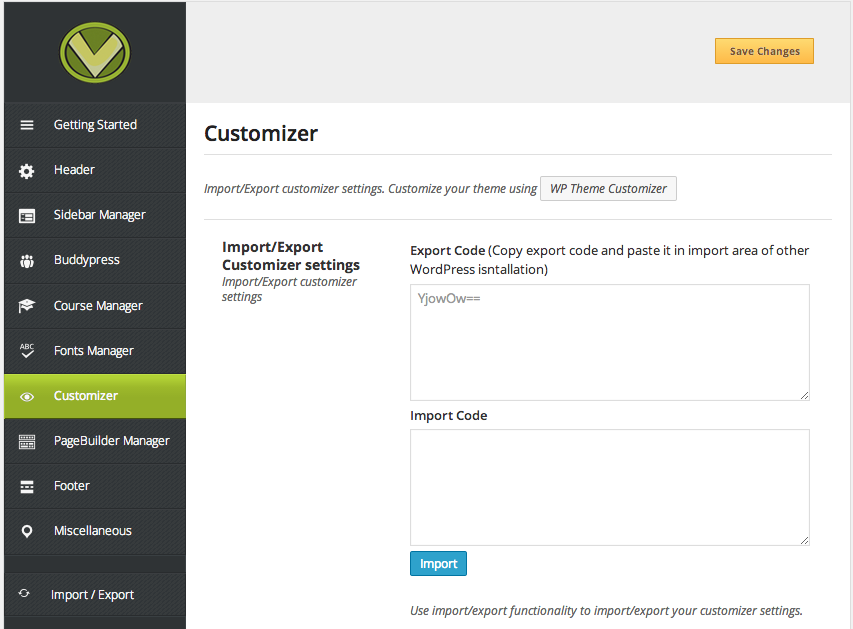 Save Changes
Getting Started
Header
Sidebar Manager
Buddypress
Course Manager
ABC
Fonts Manager
Customizer
PageBuilder Manager
Footer
Miscellaneous
Import / Export
Customizer
Import/Export customizer settings. Customize your theme using WP Theme Customizer
Import/Export
Customizer settings
Import/Export customizer
settings
Export Code (Copy export code and paste it in import area of other
WordPress isntallation)
YjowOw==
Import Code
Import
Use import/export functionality to import/export your customizer settings.